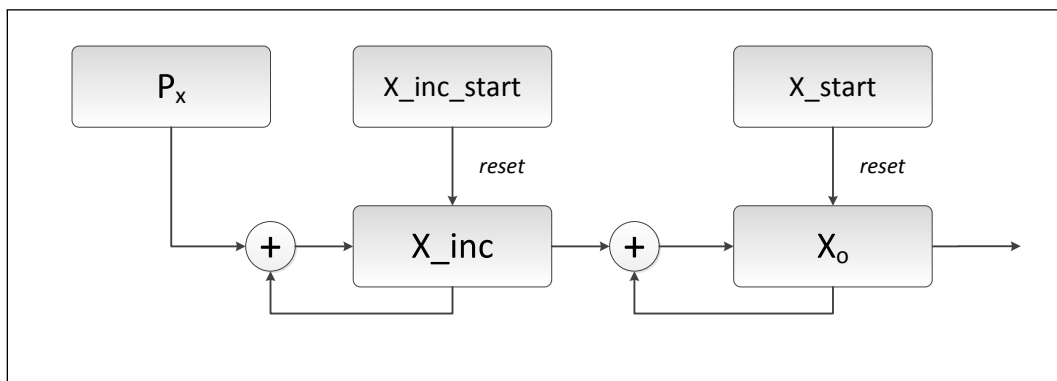 Pₓ
X_inc_start
X_start
reset
reset
+
X_inc
+
Xₒ